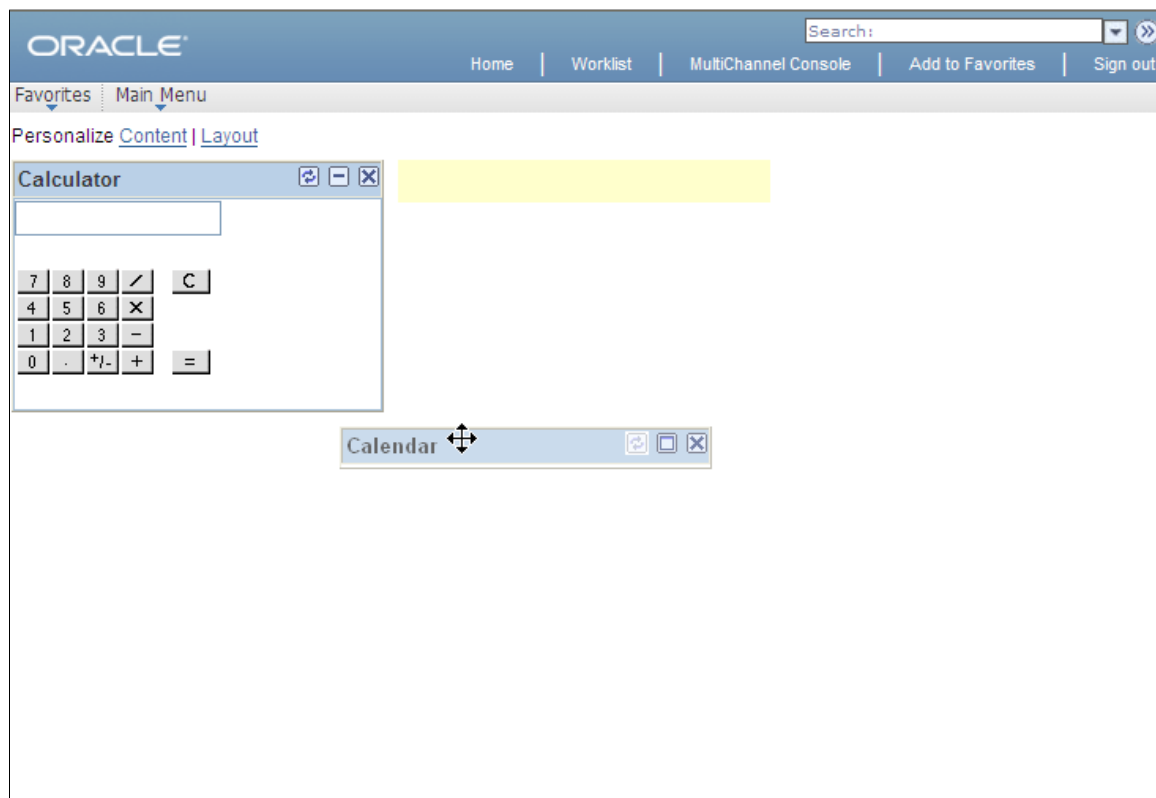 ORACLE
Search:
Home | Worklist | MultiChannel Console | Add to Favorites | Sign out
Favorites Main Menu
Personalize Content | Layout
Calculator
7 8 9 / C
4 5 6 X
1 2 3 -
0 . +/- + =
Calendar